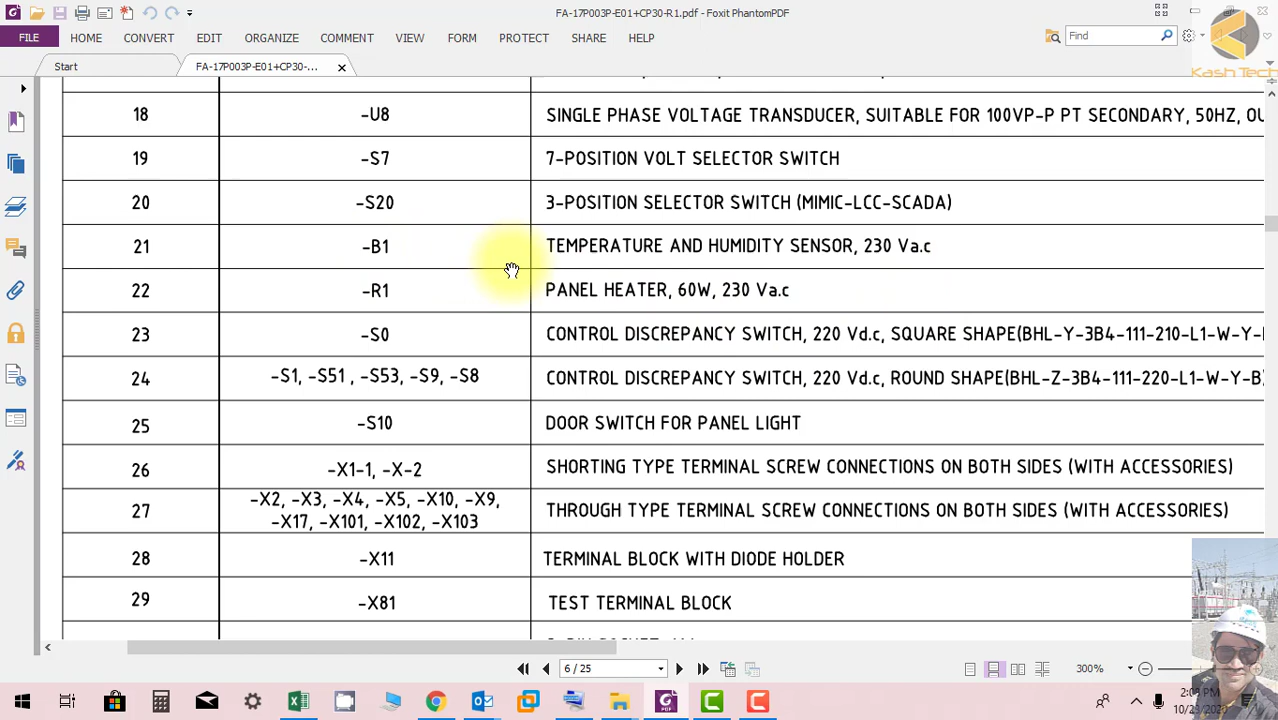 FA-17P003P-E01+CP30-R1.pdf - Foxit PhantomPDF
FILE HOME CONVERT EDIT ORGANIZE COMMENT VIEW FORM PROTECT SHARE HELP
Find
Kash Tech
Start FA-17P003P-E01+CP30-...
18 -U8 SINGLE PHASE VOLTAGE TRANSDUCER, SUITABLE FOR 100VP-P PT SECONDARY, 50HZ, OU
19 -S7 7-POSITION VOLT SELECTOR SWITCH
20 -S20 3-POSITION SELECTOR SWITCH (MIMIC-LCC-SCADA)
21 -B1 TEMPERATURE AND HUMIDITY SENSOR, 230 Va.c
22 -R1 PANEL HEATER, 60W, 230 Va.c
23 -S0 CONTROL DISCREPANCY SWITCH, 220 Vd.c, SQUARE SHAPE(BHL-Y-3B4-111-210-L1-W-Y-
24 -S1, -S51 , -S53, -S9, -S8 CONTROL DISCREPANCY SWITCH, 220 Vd.c, ROUND SHAPE(BHL-Z-3B4-111-220-L1-W-Y-B)
25 -S10 DOOR SWITCH FOR PANEL LIGHT
26 -X1-1, -X-2 SHORTING TYPE TERMINAL SCREW CONNECTIONS ON BOTH SIDES (WITH ACCESSORIES)
27 -X2, -X3, -X4, -X5, -X10, -X9, THROUGH TYPE TERMINAL SCREW CONNECTIONS ON BOTH SIDES (WITH ACCESSORIES)
-X17, -X101, -X102, -X103
28 -X11 TERMINAL BLOCK WITH DIODE HOLDER
29 -X81 TEST TERMINAL BLOCK
6 / 25
300%